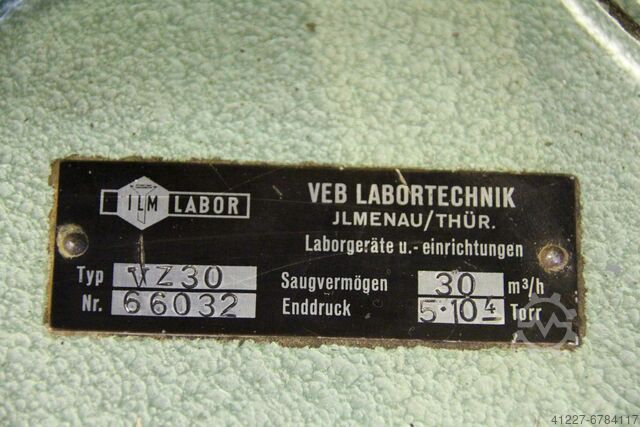 ILM LABOR
VEB LABORTECHNIK
JLMENAU/THÜR.
Laborgeräte u.- einrichtungen
Typ VZ30 Saugvermögen 30 m³/h
Nr. 66032 Enddruck 5·10⁻⁴ Torr
41227-6784117